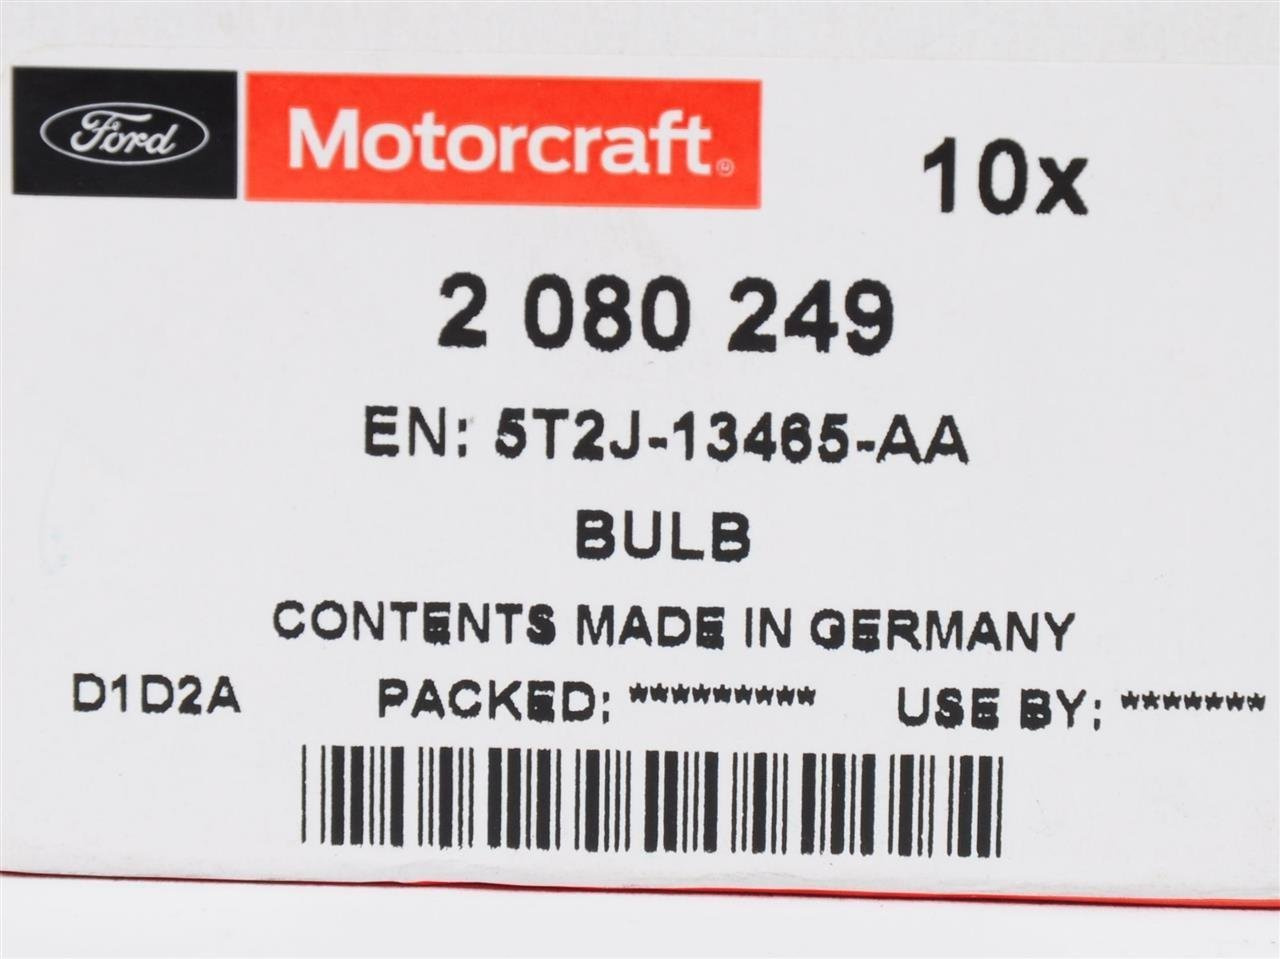 Ford Motorcraft® 10x
2 080 249
EN: 5T2J-13465-AA
BULB
CONTENTS MADE IN GERMANY
D1D2A PACKED: ********* USE BY: *******